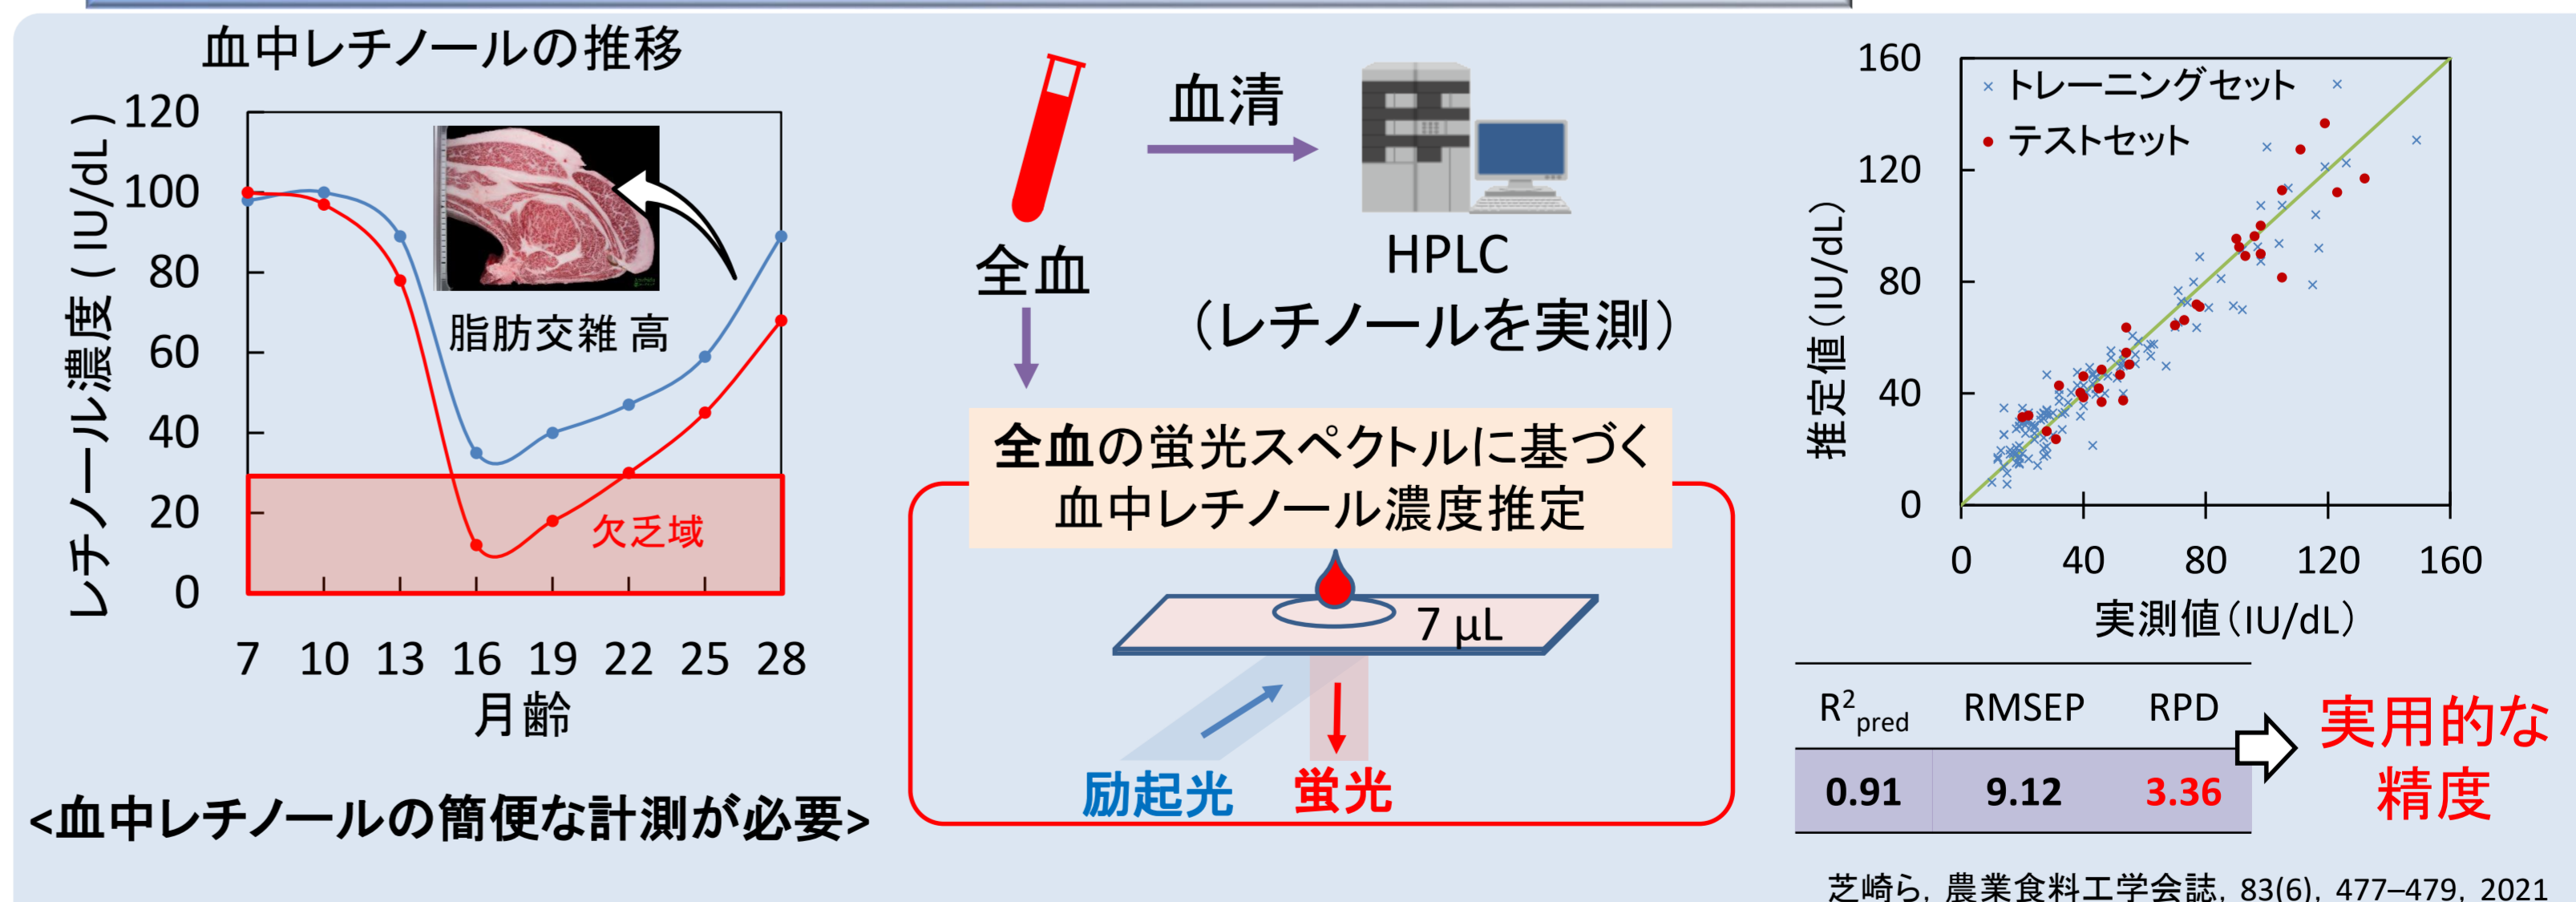 血中レチノールの推移
レチノール濃度 ( IU/dL )
120
100
80
60
40
20
0
脂肪交雑 高
欠乏域
7 10 13 16 19 22 25 28
月齢
<血中レチノールの簡便な計測が必要>
全血
血清
HPLC
（レチノールを実測）
全血の蛍光スペクトルに基づく
血中レチノール濃度推定
7 μL
励起光
蛍光
推定値（IU/dL）
160
120
80
40
0
× トレーニングセット
● テストセット
0 40 80 120 160
実測値（IU/dL）
R²pred RMSEP RPD
0.91 9.12 3.36
実用的な
精度
芝崎ら, 農業食料工学会誌, 83(6), 477–479, 2021